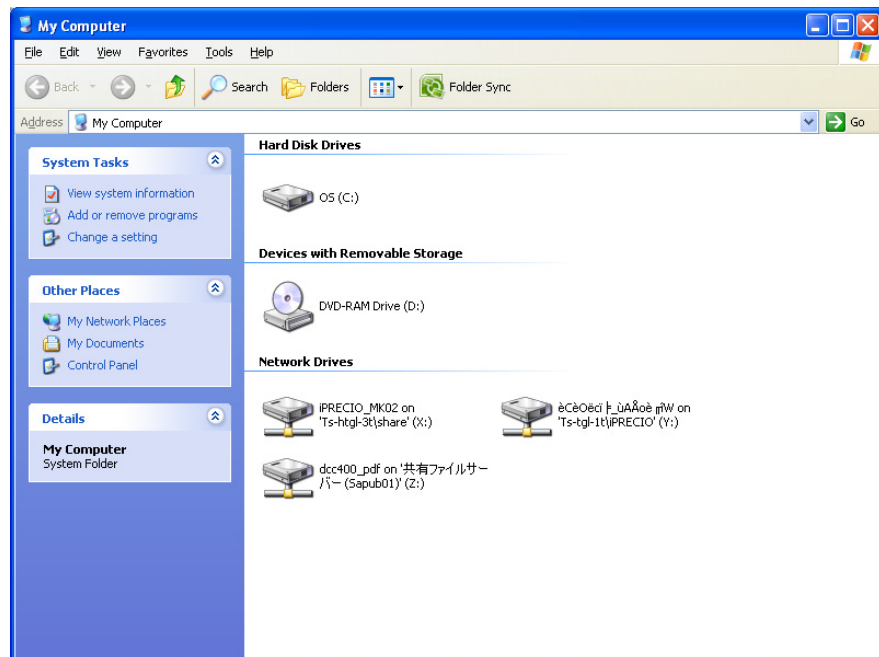 My Computer
File Edit View Favorites Tools Help
Back Search Folders Folder Sync
Address My Computer Go
System Tasks
View system information
Add or remove programs
Change a setting
Other Places
My Network Places
My Documents
Control Panel
Details
My Computer
System Folder
Hard Disk Drives
OS (C:)
Devices with Removable Storage
DVD-RAM Drive (D:)
Network Drives
iPRECIO_MK02 on
'Ts-htgl-3t\share' (X:)
on
'Ts-tgl-1t\iPRECIO' (Y:)
dcc400_pdf on '共有ファイルサー
バー (Sapub01)' (Z:)